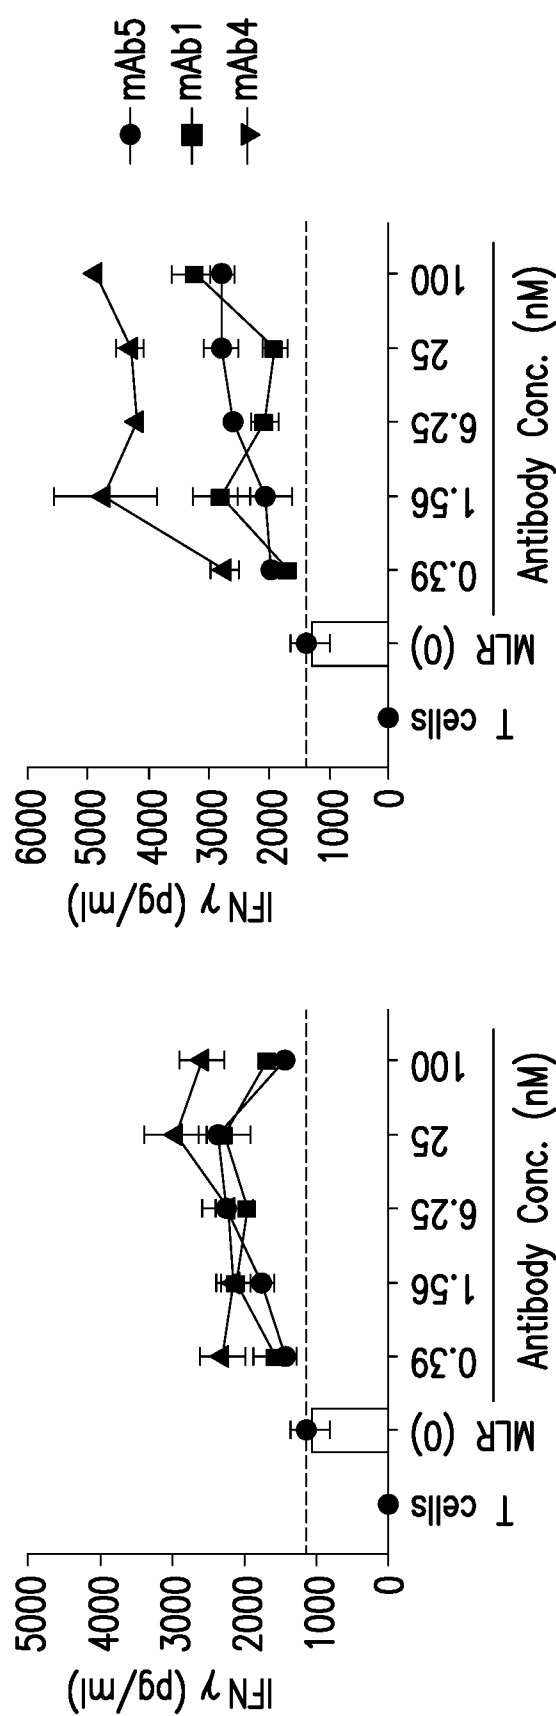 IFN γ (pg/ml)
5000
4000
3000
2000
1000
0
T cells
MLR (0)
0.39
1.56
6.25
25
100
Antibody Conc. (nM)
IFN γ (pg/ml)
6000
5000
4000
3000
2000
1000
0
T cells
MLR (0)
0.39
1.56
6.25
25
100
Antibody Conc. (nM)
mAb5
mAb1
mAb4